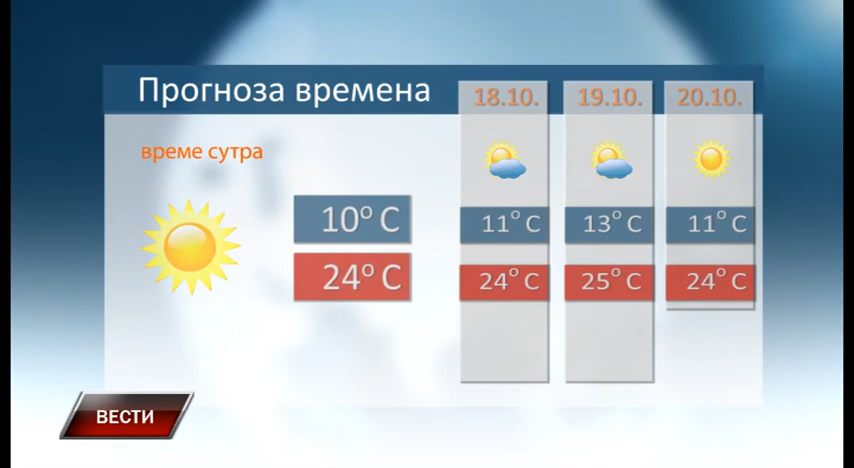 Прогноза времена
18.10.
19.10.
20.10.
време сутра
10° C
11° C
13° C
11° C
24° C
24° C
25° C
24° C
ВЕСТИ